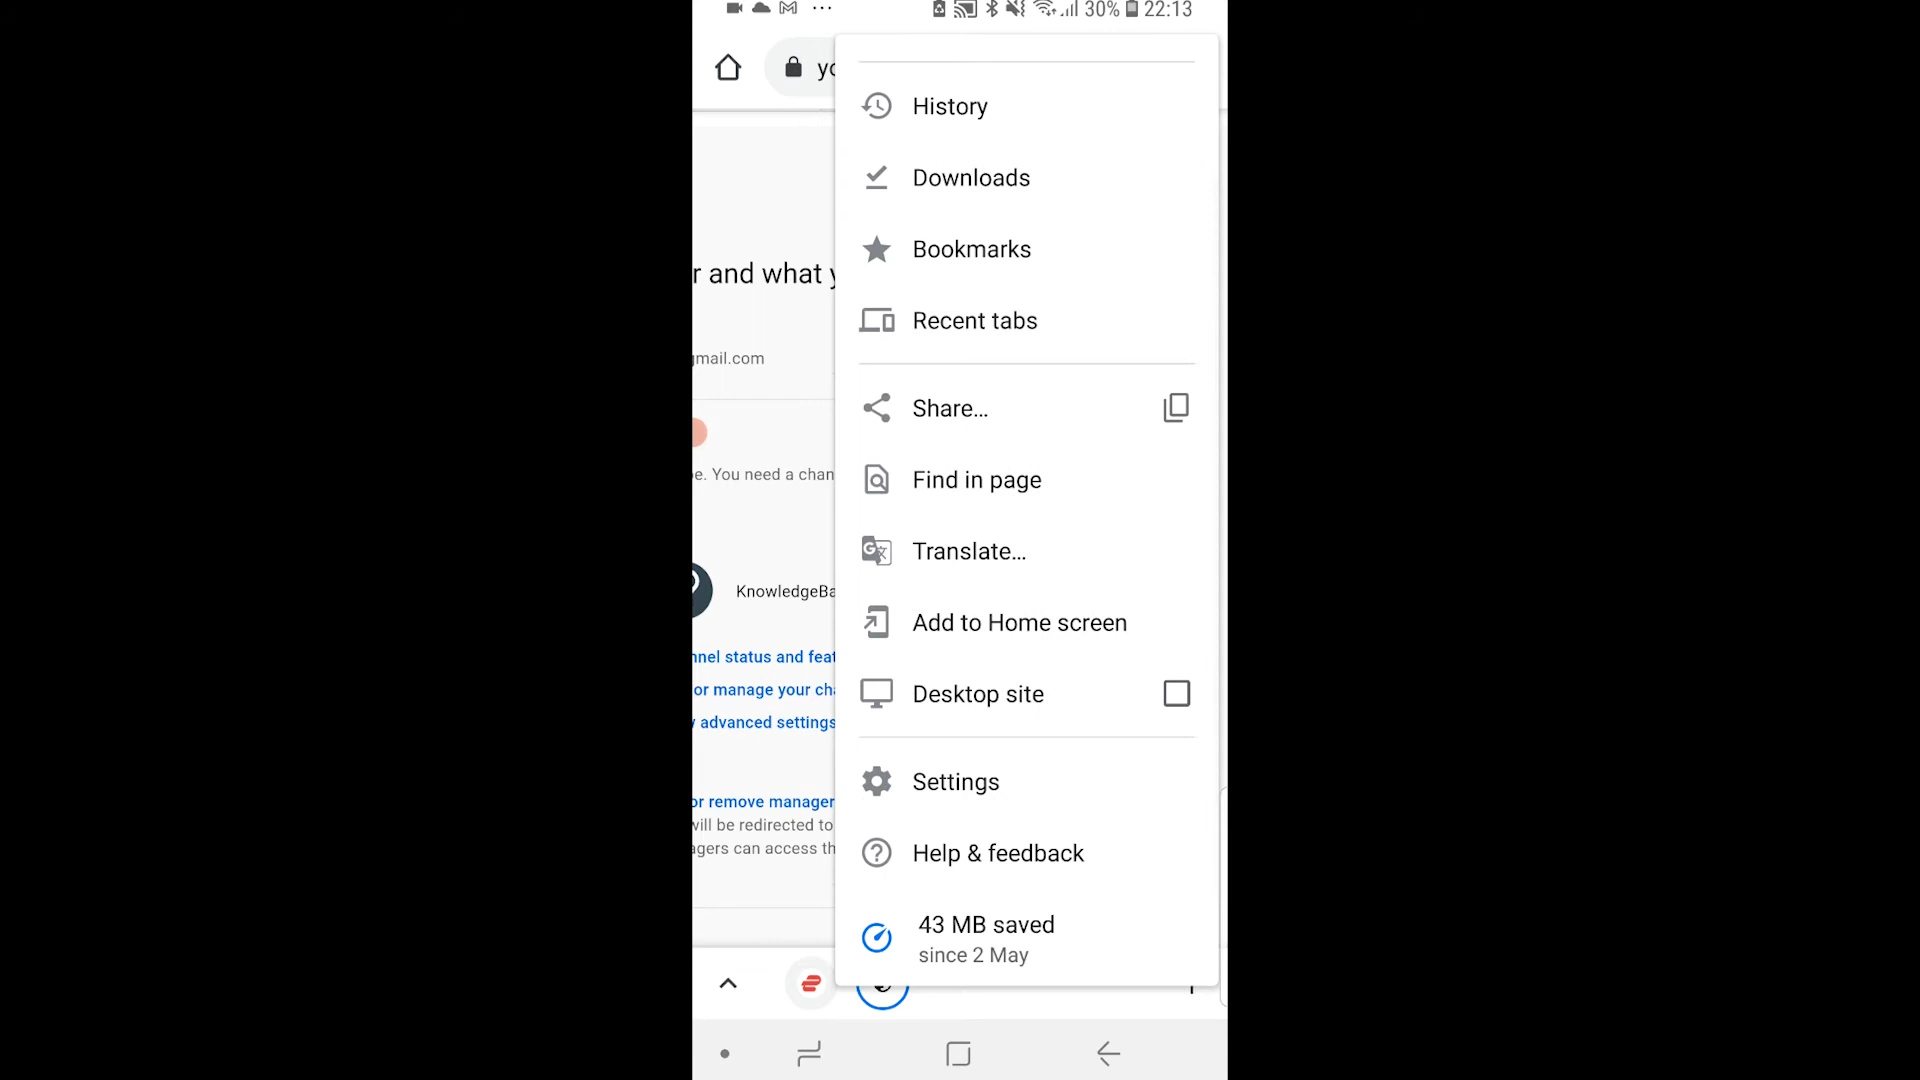 30% 22:13
History
Downloads
Bookmarks
r and what
Recent tabs
gmail.com
Share...
e. You need a chan
Find in page
Translate...
KnowledgeBa
Add to Home screen
nnel status and feat
or manage your cha
Desktop site
advanced settings
Settings
or remove manager
will be redirected to
agers can access th
Help & feedback
43 MB saved
since 2 May